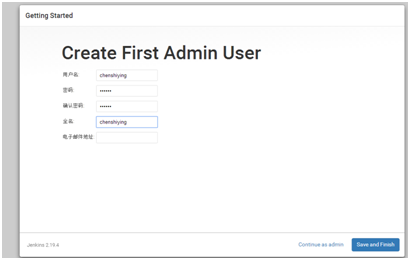 Getting Started
Create First Admin User
用户名: chenshiying
密码: ••••••
确认密码: ••••••
全名: chenshiying
电子邮件地址:
Jenkins 2.19.4
Continue as admin
Save and Finish